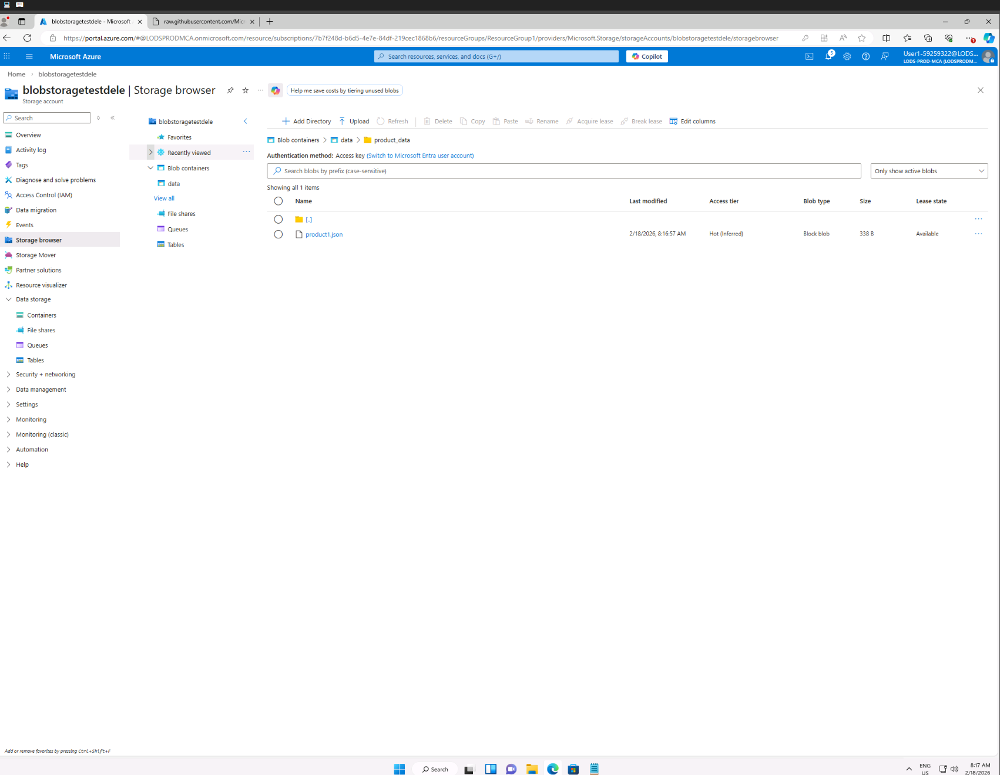 blobstoragetestdele - Microsoft
raw.githubusercontent.com/Micr
https://portal.azure.com/#@LODSPRODMCA.onmicrosoft.com/resource/subscriptions/7b7f248d-b6d5-4e7e-84df-219cec1868b6/resourceGroups/ResourceGroup1/providers/Microsoft.Storage/storageAccounts/blobstoragetestdele/storagebrowser
Microsoft Azure
Search resources, services, and docs (G+/)
Copilot
5
User1-59259322@LODS...
LODS-PROD-MCA (LODSPRODM...
Home > blobstoragetestdele
blobstoragetestdele | Storage browser
Help me save costs by tiering unused blobs
Storage account
Search
Overview
Activity log
Tags
Diagnose and solve problems
Access Control (IAM)
Data migration
Events
Storage browser
Storage Mover
Partner solutions
Resource visualizer
Data storage
Containers
File shares
Queues
Tables
Security + networking
Data management
Settings
Monitoring
Monitoring (classic)
Automation
Help
blobstoragetestdele
Favorites
Recently viewed
Blob containers
data
View all
File shares
Queues
Tables
Add Directory Upload Refresh Delete Copy Paste Rename Acquire lease Break lease Edit columns
Blob containers > data > product_data
Authentication method: Access key (Switch to Microsoft Entra user account)
Search blobs by prefix (case-sensitive)
Only show active blobs
Showing all 1 items
Name Last modified Access tier Blob type Size Lease state
[..]
product1.json 2/18/2026, 8:16:57 AM Hot (Inferred) Block blob 338 B Available
Add or remove favorites by pressing Ctrl+Shift+F
Search
ENG
US
8:17 AM
2/18/2026